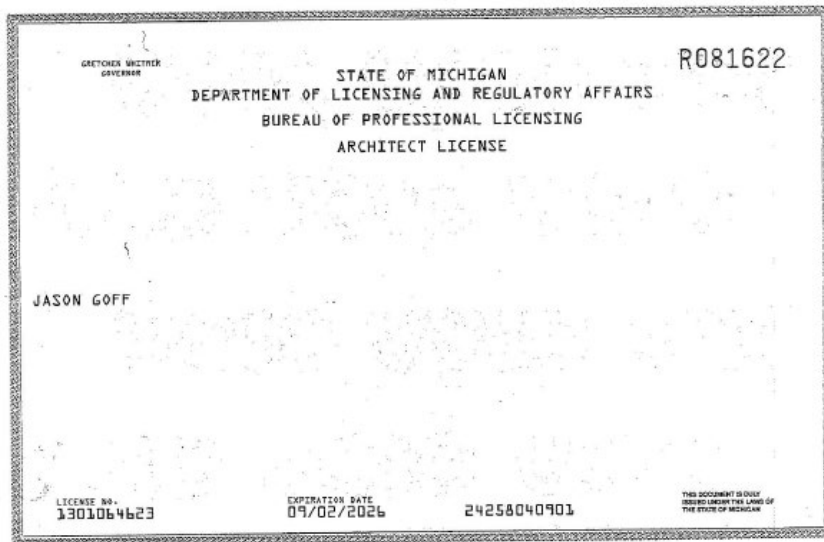 GRETCHEN WHITMER
GOVERNOR
R081622
STATE OF MICHIGAN
DEPARTMENT OF LICENSING AND REGULATORY AFFAIRS
BUREAU OF PROFESSIONAL LICENSING
ARCHITECT LICENSE
JASON GOFF
LICENSE NO.
1301064623
EXPIRATION DATE
09/02/2026
24258040901
THIS DOCUMENT IS DULY
ISSUED UNDER THE LAWS OF
THE STATE OF MICHIGAN